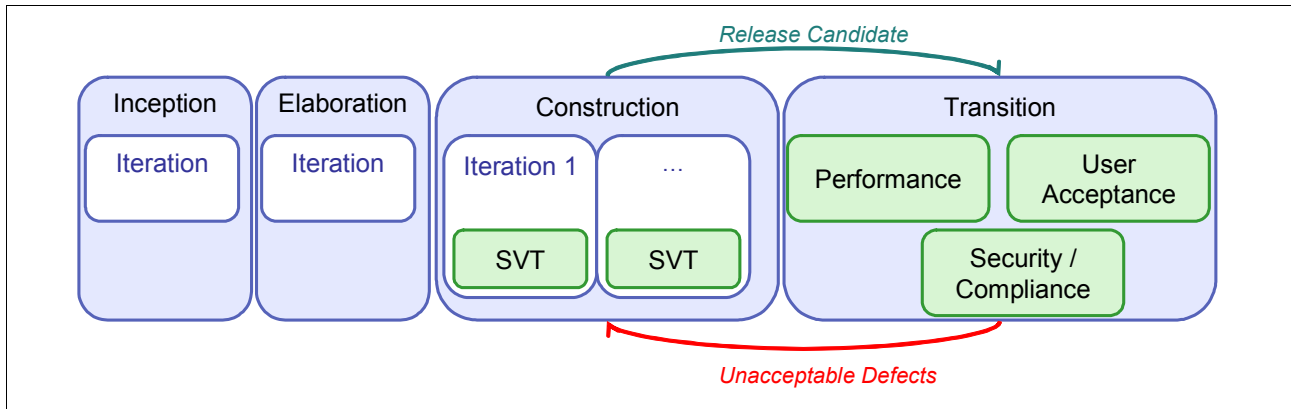 Release Candidate
Inception
Elaboration
Construction
Transition
Iteration
Iteration
Iteration 1
...
Performance
User
Acceptance
SVT
SVT
Security /
Compliance
Unacceptable Defects